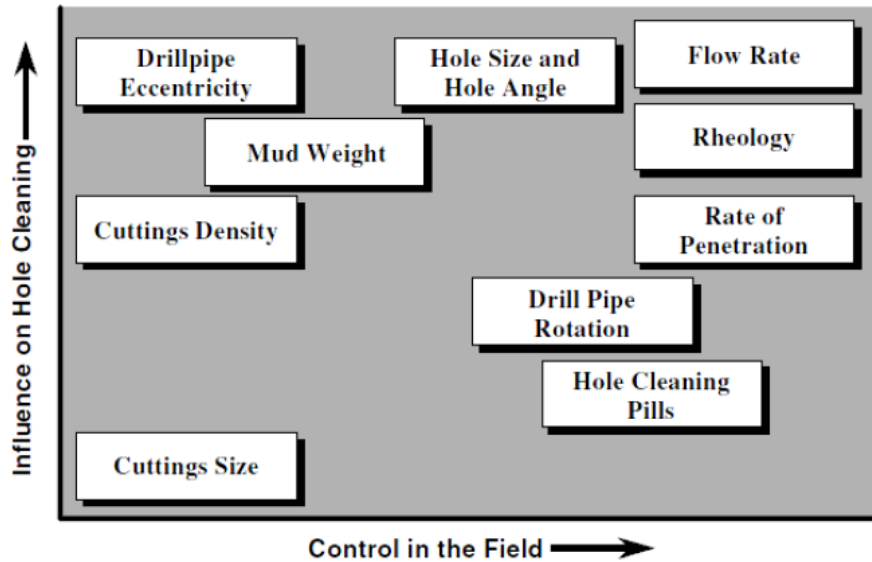 Drillpipe
Eccentricity
Hole Size and
Hole Angle
Flow Rate
Mud Weight
Rheology
Cuttings Density
Rate of
Penetration
Drill Pipe
Rotation
Hole Cleaning
Pills
Cuttings Size
Influence on Hole Cleaning
Control in the Field